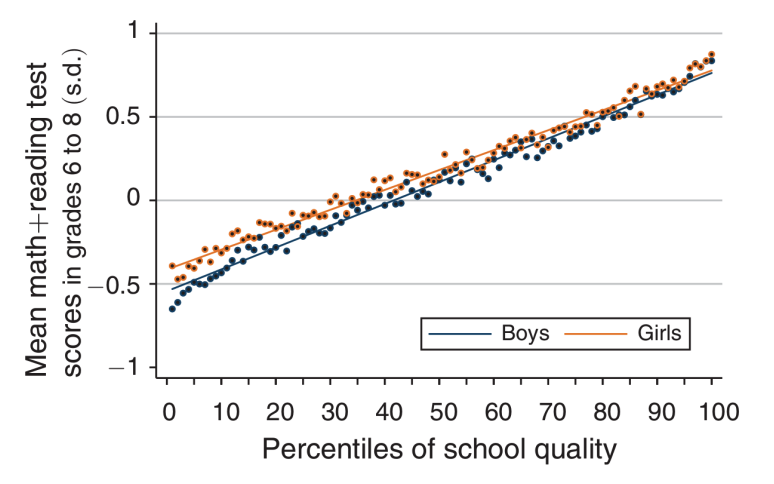 Mean math+reading test
scores in grades 6 to 8 (s.d.)
1
0.5
0
−0.5
−1
Boys
Girls
0 10 20 30 40 50 60 70 80 90 100
Percentiles of school quality